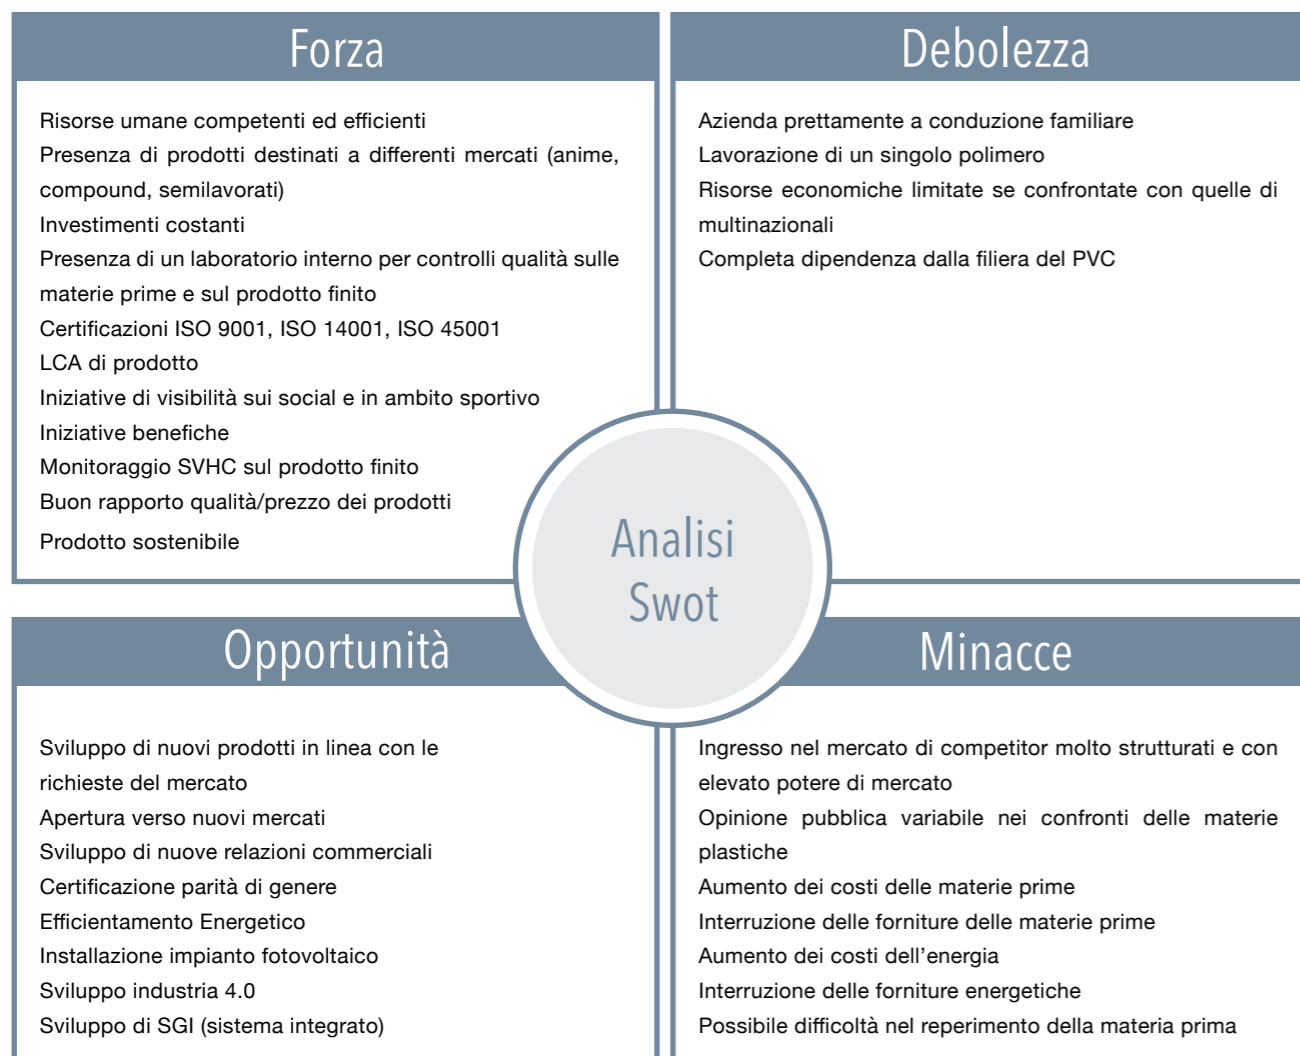 Forza
Risorse umane competenti ed efficienti
Presenza di prodotti destinati a differenti mercati (anime,
compound, semilavorati)
Investimenti costanti
Presenza di un laboratorio interno per controlli qualità sulle
materie prime e sul prodotto finito
Certificazioni ISO 9001, ISO 14001, ISO 45001
LCA di prodotto
Iniziative di visibilità sui social e in ambito sportivo
Iniziative benefiche
Monitoraggio SVHC sul prodotto finito
Buon rapporto qualità/prezzo dei prodotti
Prodotto sostenibile
Debolezza
Azienda prettamente a conduzione familiare
Lavorazione di un singolo polimero
Risorse economiche limitate se confrontate con quelle di
multinazionali
Completa dipendenza dalla filiera del PVC
Analisi
Swot
Opportunità
Sviluppo di nuovi prodotti in linea con le
richieste del mercato
Apertura verso nuovi mercati
Sviluppo di nuove relazioni commerciali
Certificazione parità di genere
Efficientamento Energetico
Installazione impianto fotovoltaico
Sviluppo industria 4.0
Sviluppo di SGI (sistema integrato)
Minacce
Ingresso nel mercato di competitor molto strutturati e con
elevato potere di mercato
Opinione pubblica variabile nei confronti delle materie
plastiche
Aumento dei costi delle materie prime
Interruzione delle forniture delle materie prime
Aumento dei costi dell’energia
Interruzione delle forniture energetiche
Possibile difficoltà nel reperimento della materia prima